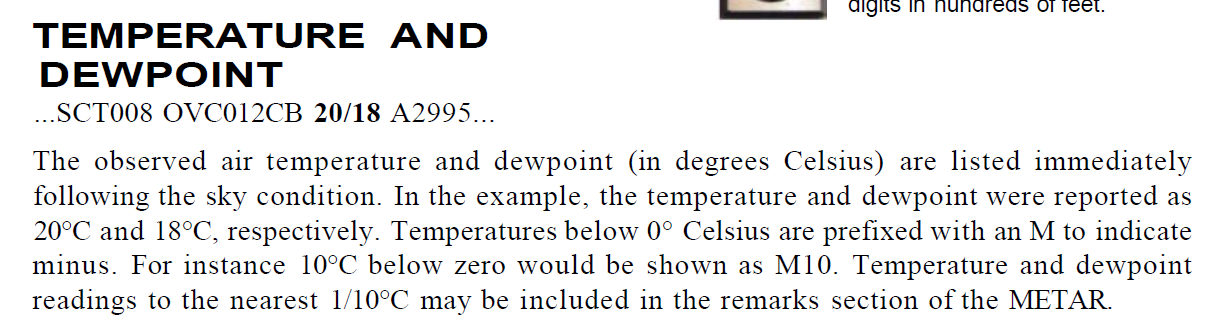 digits in hundreds of feet.
TEMPERATURE AND
DEWPOINT
...SCT008 OVC012CB 20/18 A2995...
The observed air temperature and dewpoint (in degrees Celsius) are listed immediately
following the sky condition. In the example, the temperature and dewpoint were reported as
20°C and 18°C, respectively. Temperatures below 0° Celsius are prefixed with an M to indicate
minus. For instance 10°C below zero would be shown as M10. Temperature and dewpoint
readings to the nearest 1/10°C may be included in the remarks section of the METAR.